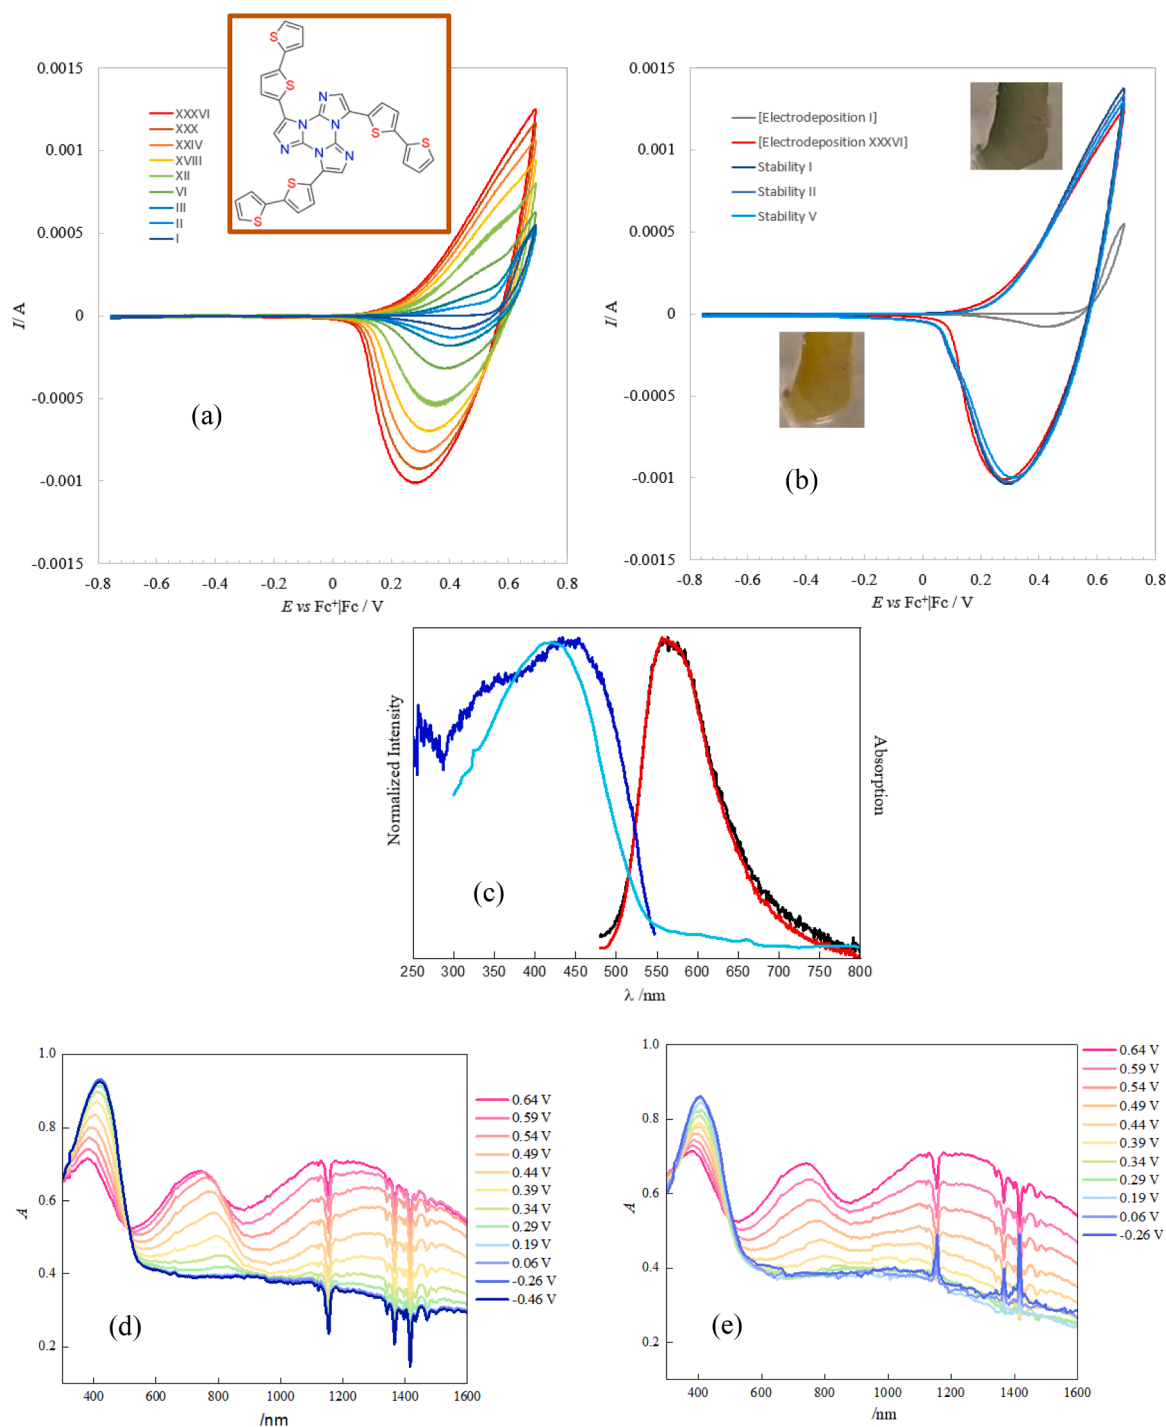 0.0015
0.001
0.0005
0
-0.0005
-0.001
-0.0015
I/ A
XXXVI
XXX
XXIV
XVIII
XII
VI
III
II
I
S
S
N
N
N
N
N
N
S
S
S
S
(a)
-0.8 -0.6 -0.4 -0.2 0 0.2 0.4 0.6 0.8
E vs Fc⁺|Fc / V
0.0015
0.001
0.0005
0
-0.0005
-0.001
-0.0015
I/ A
[Electrodeposition I]
[Electrodeposition XXXVI]
Stability I
Stability II
Stability V
(b)
-0.8 -0.6 -0.4 -0.2 0 0.2 0.4 0.6 0.8
E vs Fc⁺|Fc / V
Normalized Intensity
Absorption
(c)
250 300 350 400 450 500 550 600 650 700 750 800
λ /nm
1.0
0.8
0.6
0.4
0.2
A
0.64 V
0.59 V
0.54 V
0.49 V
0.44 V
0.39 V
0.34 V
0.29 V
0.19 V
0.06 V
-0.26 V
-0.46 V
(d)
400 600 800 1000 1200 1400 1600
/nm
1.0
0.8
0.6
0.4
0.2
A
0.64 V
0.59 V
0.54 V
0.49 V
0.44 V
0.39 V
0.34 V
0.29 V
0.19 V
0.06 V
-0.26 V
(e)
400 600 800 1000 1200 1400 1600
/nm